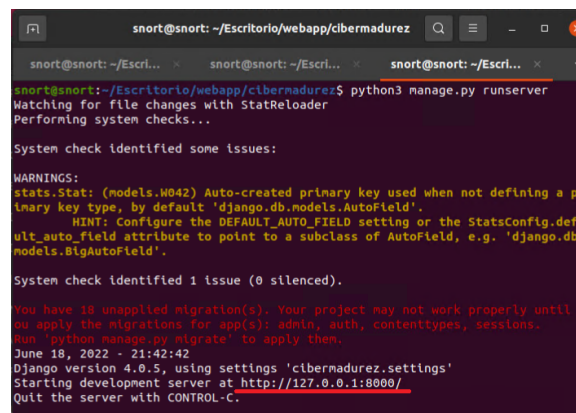 snort@snort: ~/Escritorio/webapp/cibermadurez
snort@snort: ~/Escri... × snort@snort: ~/Escri... × snort@snort: ~/Escri... ×
snort@snort:~/Escritorio/webapp/cibermadurez$ python3 manage.py runserver
Watching for file changes with StatReloader
Performing system checks...
System check identified some issues:
WARNINGS:
stats.Stat: (models.W042) Auto-created primary key used when not defining a p
imary key type, by default 'django.db.models.AutoField'.
HINT: Configure the DEFAULT_AUTO_FIELD setting or the StatsConfig.def
ult_auto_field attribute to point to a subclass of AutoField, e.g. 'django.db
models.BigAutoField'.
System check identified 1 issue (0 silenced).
You have 18 unapplied migration(s). Your project may not work properly until
ou apply the migrations for app(s): admin, auth, contenttypes, sessions.
Run 'python manage.py migrate' to apply them.
June 18, 2022 - 21:42:42
Django version 4.0.5, using settings 'cibermadurez.settings'
Starting development server at http://127.0.0.1:8000/
Quit the server with CONTROL-C.